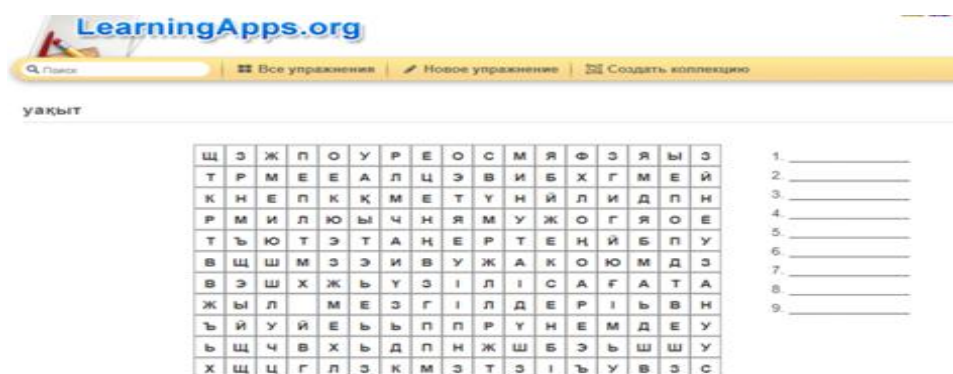 LearningApps.org
Поиск Все упражнения Новое упражнение Создать коллекцию
уақыт
Щ З Ж П О У Р Е О С М Я Ф З Я Ы З
Т Р М Е Е А Л Ц Э В И Б Х Г М Е Й
К Н Е П К Қ М Е Т Ү Н Й Л И Д П Н
Р М И Л Ю Ы Ч Н Я М У Ж О Г Я О Е
Т Ъ Ю Т Э Т А Ң Е Р Т Е Ң Й Б П У
В Щ Ш М З Э И В У Ж А К О Ю М Д З
В Э Ш Х Ж Ь Ү З І Л І С А Ғ А Т А
Ж Ы Л М Е З Г І Л Д Е Р І Ь В Н
Ъ Й У Й Е Ь Ь П П Р Ү Н Е М Д Е У
Ь Щ Ч В Х Ь Д П Н Ж Ш Б Э Ь Ш Ш У
Х Щ Ц Г Л З К М З Т З І Ъ У В З С
1.
2.
3.
4.
5.
6.
7.
8.
9.